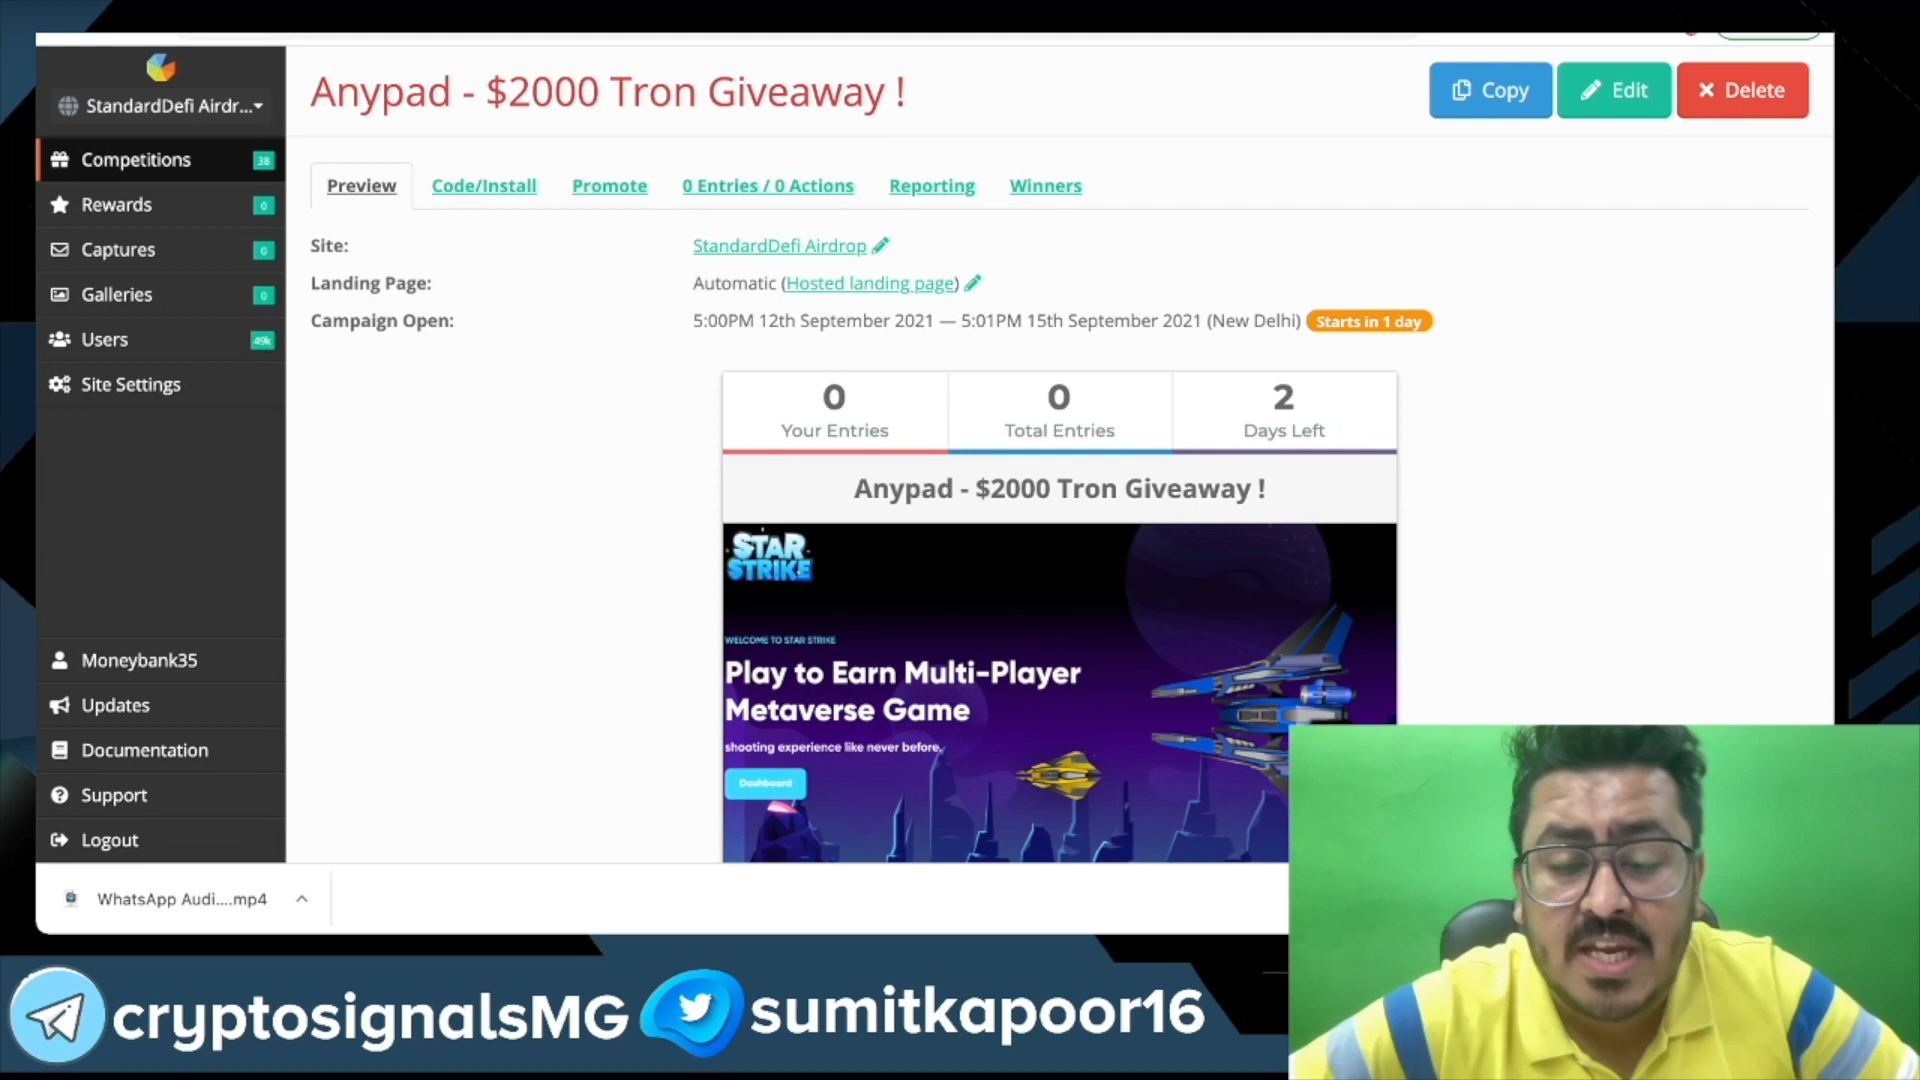 StandardDefi Airdr...
Competitions 38
Rewards 0
Captures 0
Galleries 0
Users 49k
Site Settings
Moneybank35
Updates
Documentation
Support
Logout
Anypad - $2000 Tron Giveaway !
Copy Edit Delete
Preview Code/Install Promote 0 Entries / 0 Actions Reporting Winners
Site: StandardDefi Airdrop
Landing Page: Automatic (Hosted landing page)
Campaign Open: 5:00PM 12th September 2021 — 5:01PM 15th September 2021 (New Delhi) Starts in 1 day
0 0 2
Your Entries Total Entries Days Left
Anypad - $2000 Tron Giveaway !
STAR
STRIKE
WELCOME TO STAR STRIKE
Play to Earn Multi-Player
Metaverse Game
shooting experience like never before.
Dashboard
WhatsApp Audi....mp4
cryptosignalsMG sumitkapoor16